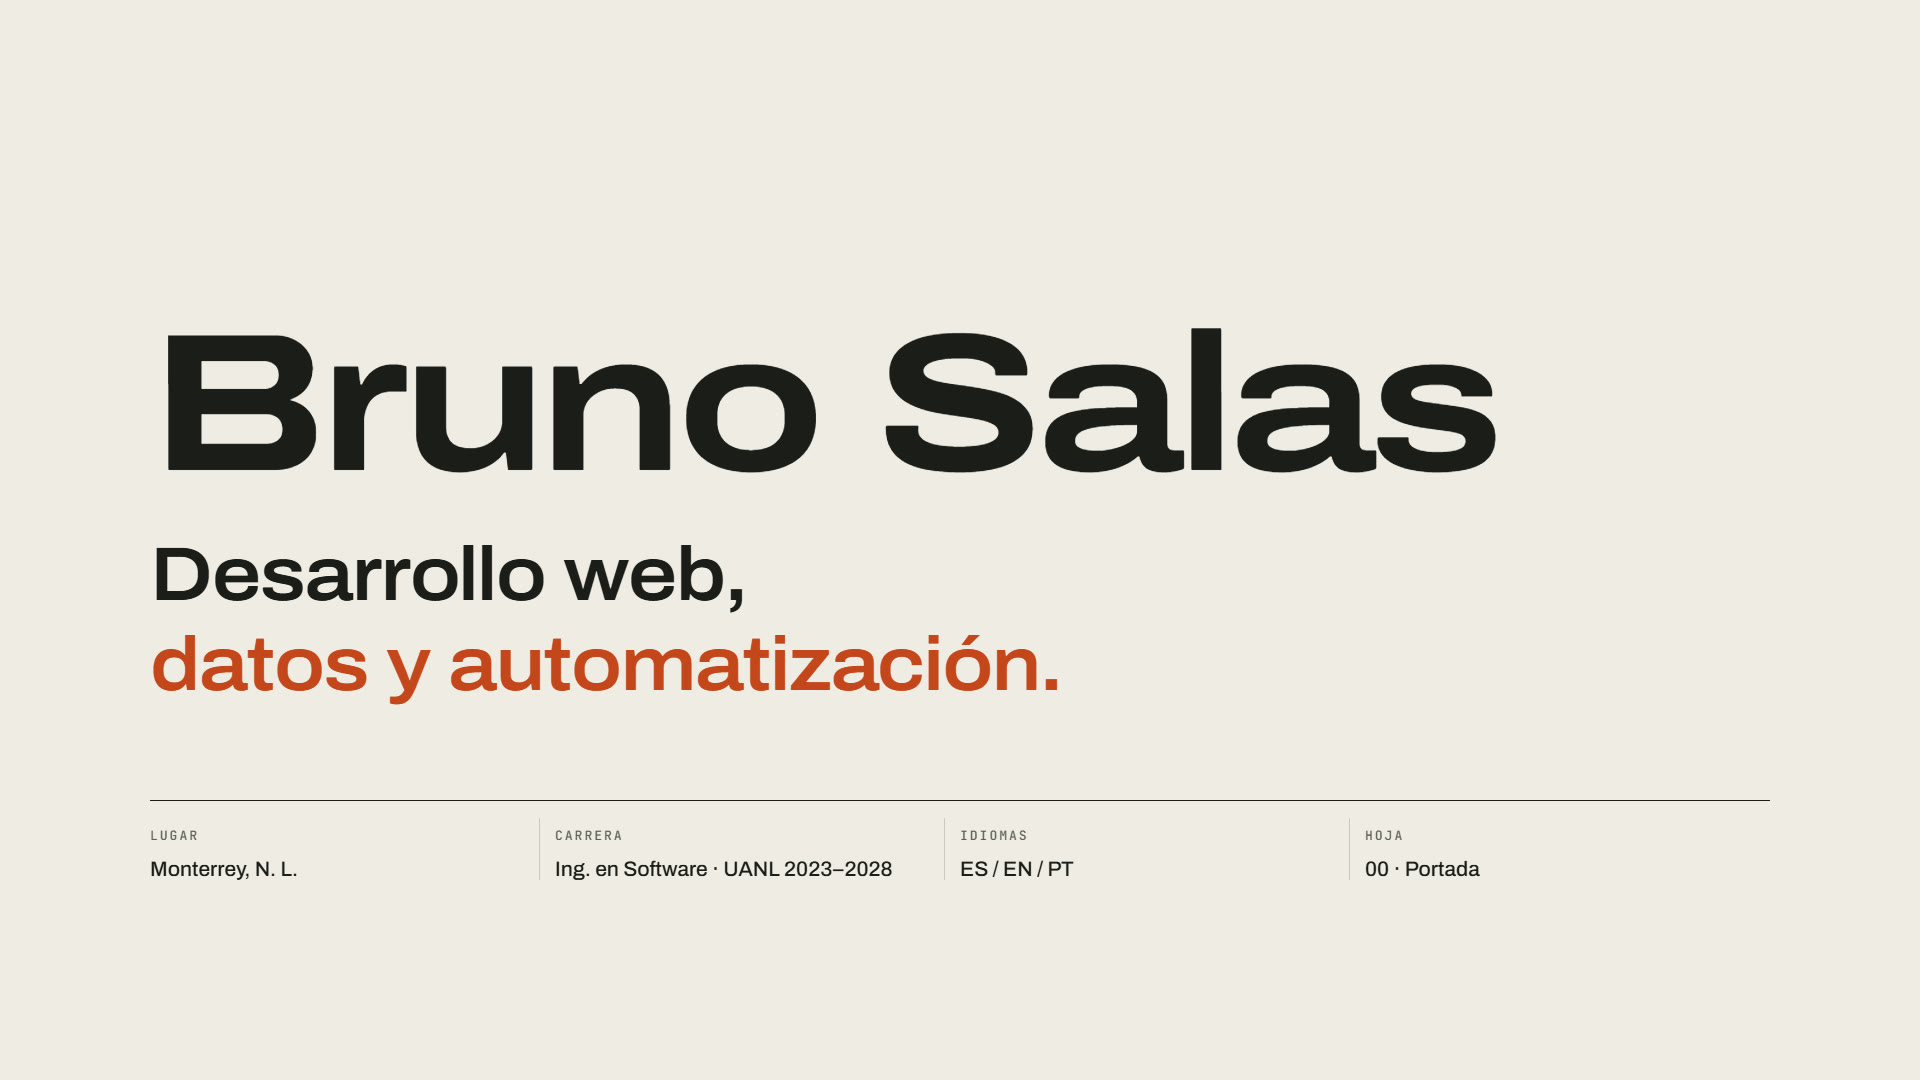 Bruno Salas
Desarrollo web,
datos y automatización.
LUGAR
Monterrey, N. L.
CARRERA
Ing. en Software · UANL 2023–2028
IDIOMAS
ES / EN / PT
HOJA
00 · Portada